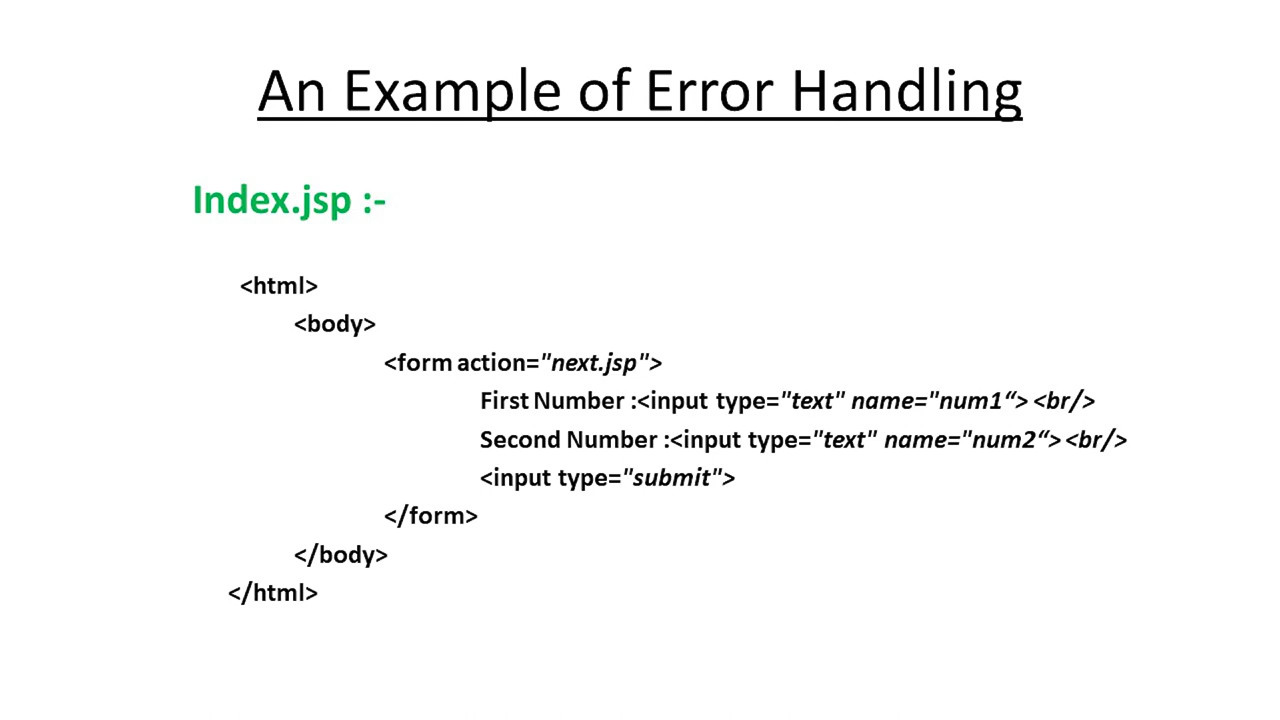 An Example of Error Handling
Index.jsp :-
<html>
<body>
<form action="next.jsp">
First Number :<input type="text" name="num1“> <br/>
Second Number :<input type="text" name="num2“> <br/>
<input type="submit">
</form>
</body>
</html>